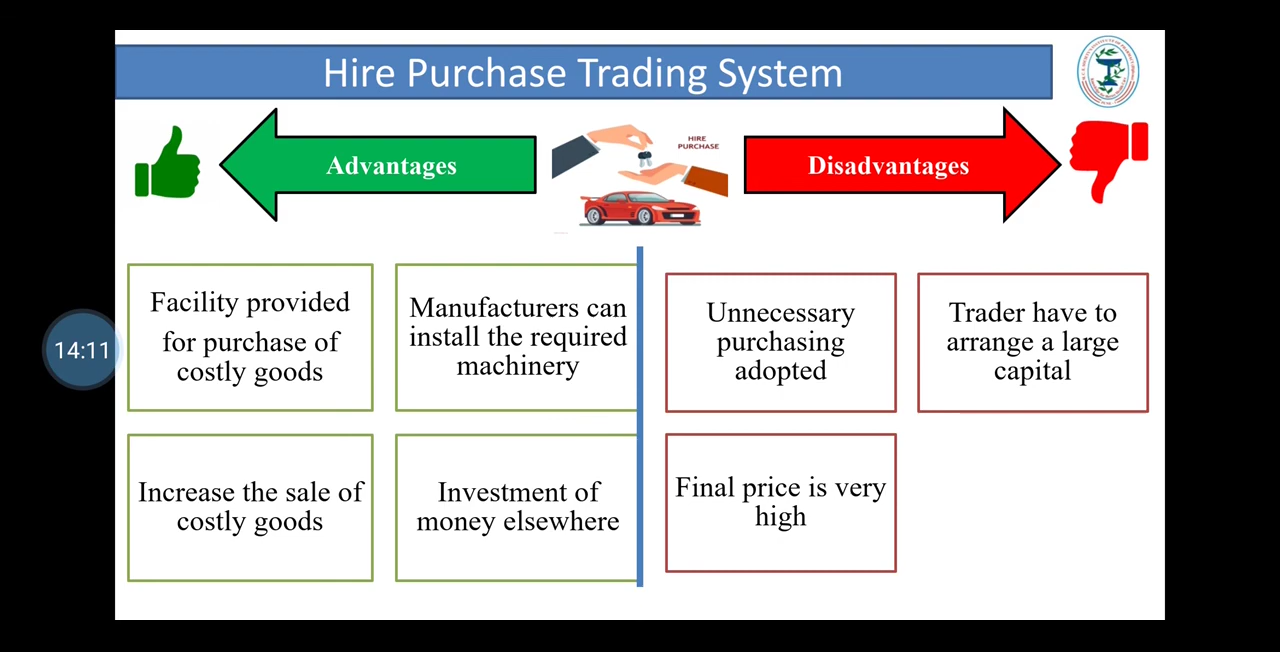 Hire Purchase Trading System
Advantages
HIRE
PURCHASE
Disadvantages
Facility provided
for purchase of
costly goods
Manufacturers can
install the required
machinery
Unnecessary
purchasing
adopted
Trader have to
arrange a large
capital
14:11
Increase the sale of
costly goods
Investment of
money elsewhere
Final price is very
high